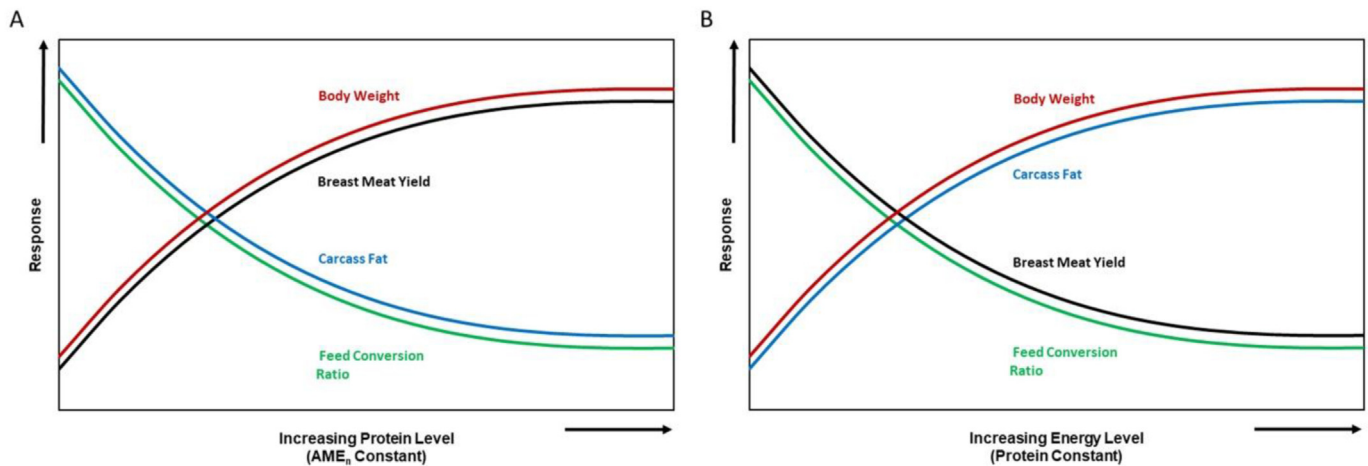 A
Response
Body Weight
Breast Meat Yield
Carcass Fat
Feed Conversion
Ratio
Increasing Protein Level
(AMEn Constant)
B
Response
Body Weight
Carcass Fat
Breast Meat Yield
Feed Conversion
Ratio
Increasing Energy Level
(Protein Constant)